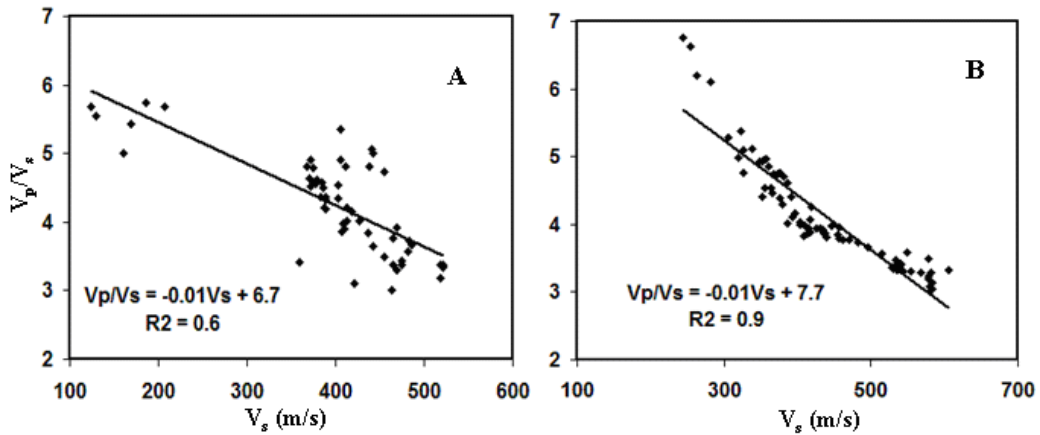 7
6
5
4
3
2
Vp/Vs
A
Vp/Vs = -0.01Vs + 6.7
R2 = 0.6
100 200 300 400 500 600
Vs (m/s)
7
6
5
4
3
2
B
Vp/Vs = -0.01Vs + 7.7
R2 = 0.9
100 300 500 700
Vs (m/s)